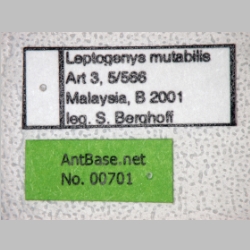 Leptogenys mutabilis
Art 3, 5/566
Malaysia, B 2001
leg. S. Berghoff
AntBase.net
No. 00701